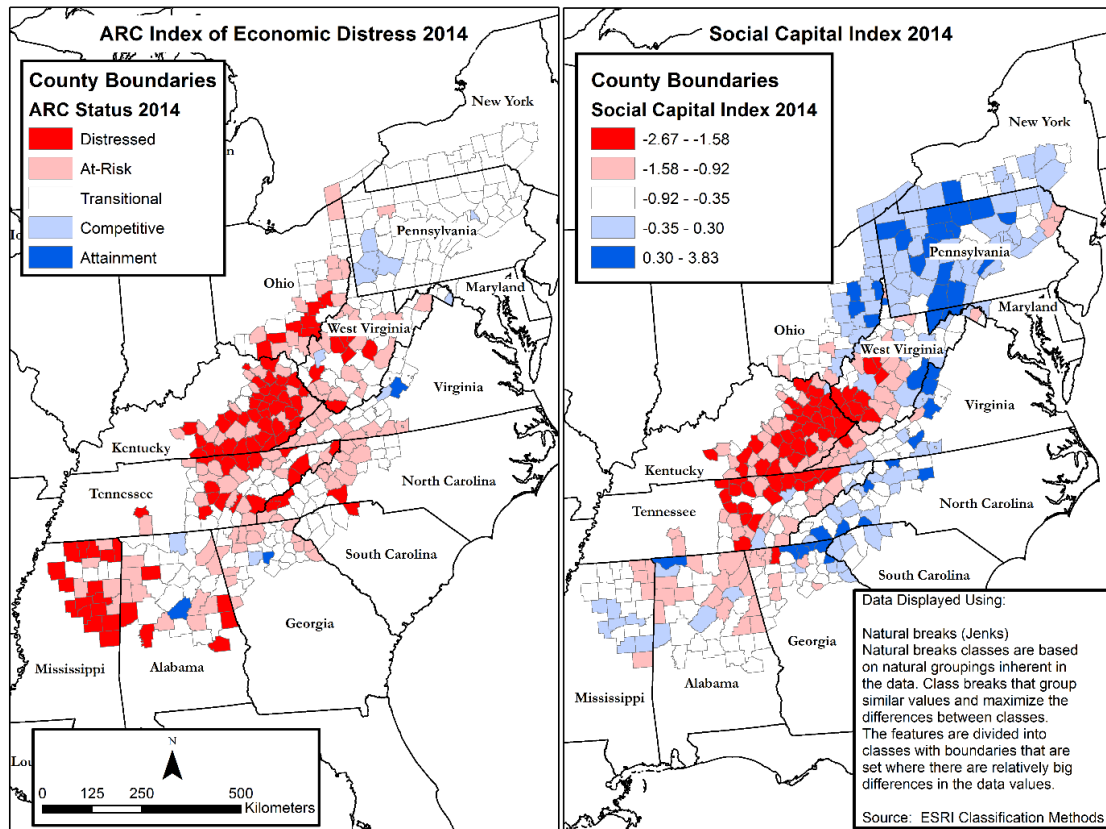 ARC Index of Economic Distress 2014
County Boundaries
ARC Status 2014
Distressed
At-Risk
Transitional
Competitive
Attainment
New York
Pennsylvania
Ohio
Maryland
West Virginia
Virginia
Kentucky
Tennessee
North Carolina
South Carolina
Georgia
Mississippi
Alabama
N
0 125 250 500
Kilometers
Social Capital Index 2014
County Boundaries
Social Capital Index 2014
-2.67 - -1.58
-1.58 - -0.92
-0.92 - -0.35
-0.35 - 0.30
0.30 - 3.83
New York
Pennsylvania
Maryland
Ohio
West Virginia
Virginia
Kentucky
North Carolina
Tennessee
South Carolina
Georgia
Alabama
Mississippi
Data Displayed Using:
Natural breaks (Jenks)
Natural breaks classes are based
on natural groupings inherent in
the data. Class breaks that group
similar values and maximize the
differences between classes.
The features are divided into
classes with boundaries that are
set where there are relatively big
differences in the data values.
Source: ESRI Classification Methods